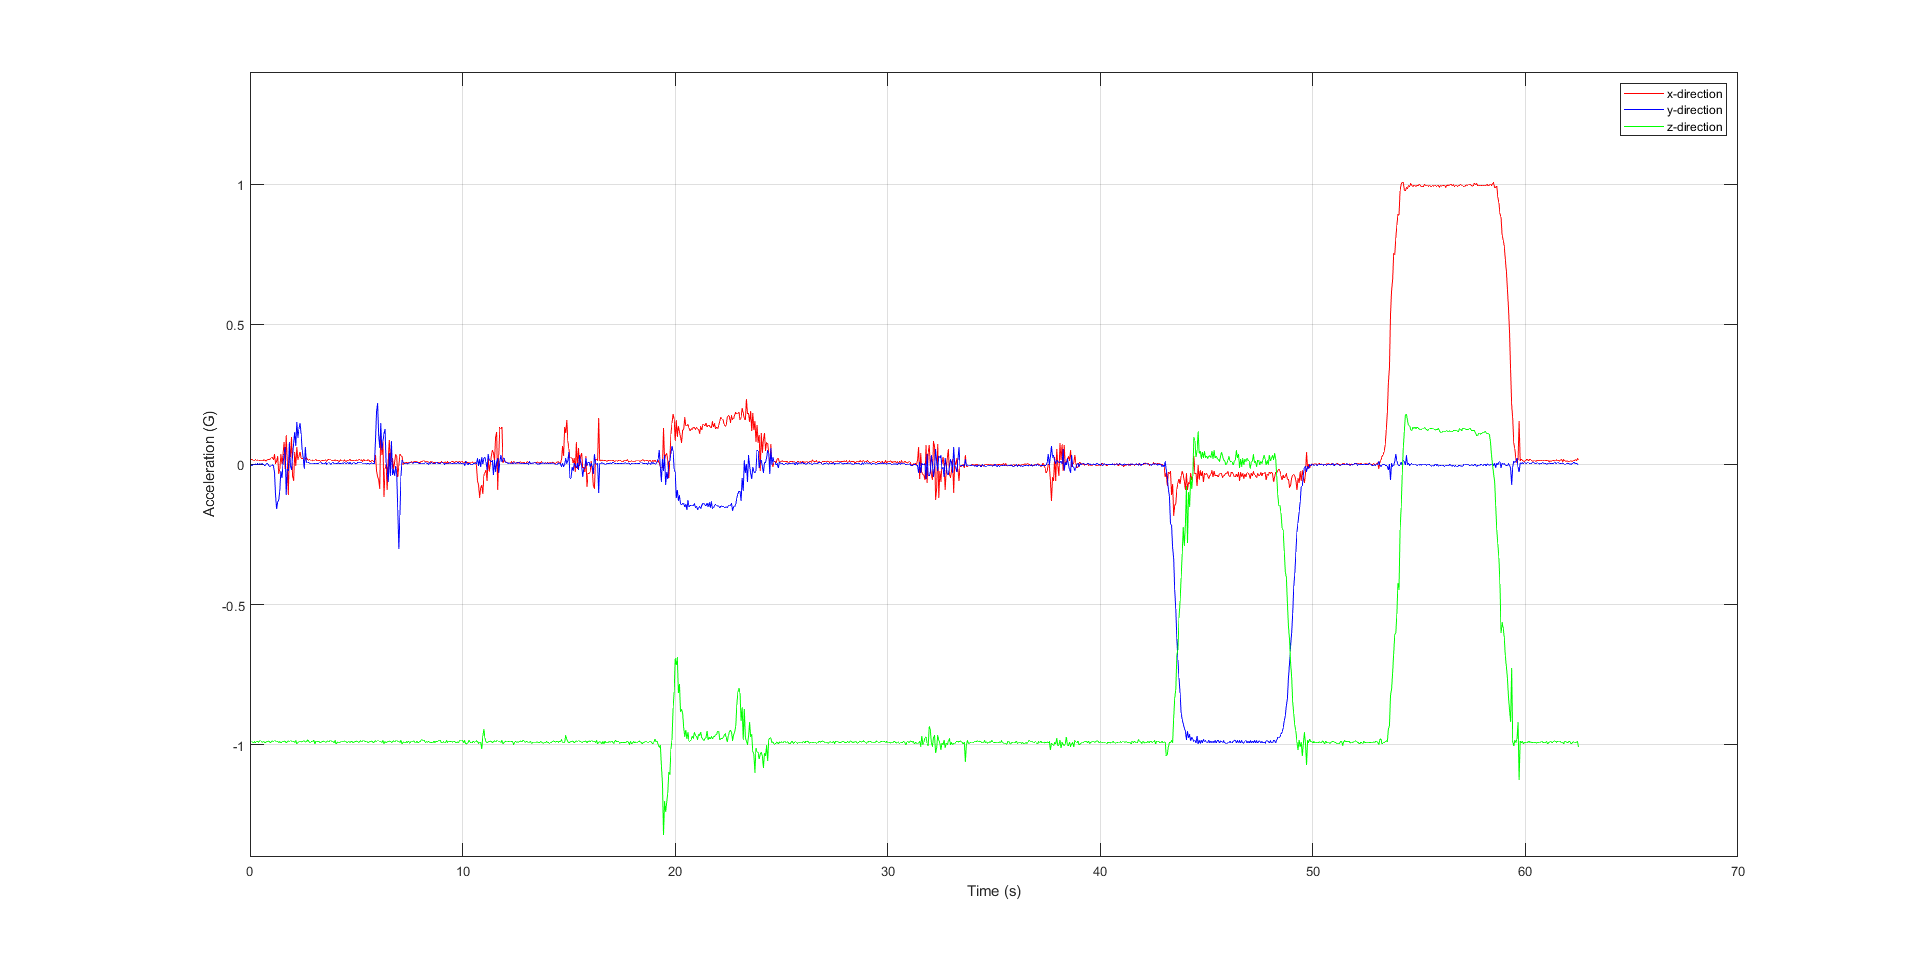 x-direction
y-direction
z-direction
1
0.5
0
-0.5
-1
Acceleration (G)
0 10 20 30 40 50 60 70
Time (s)